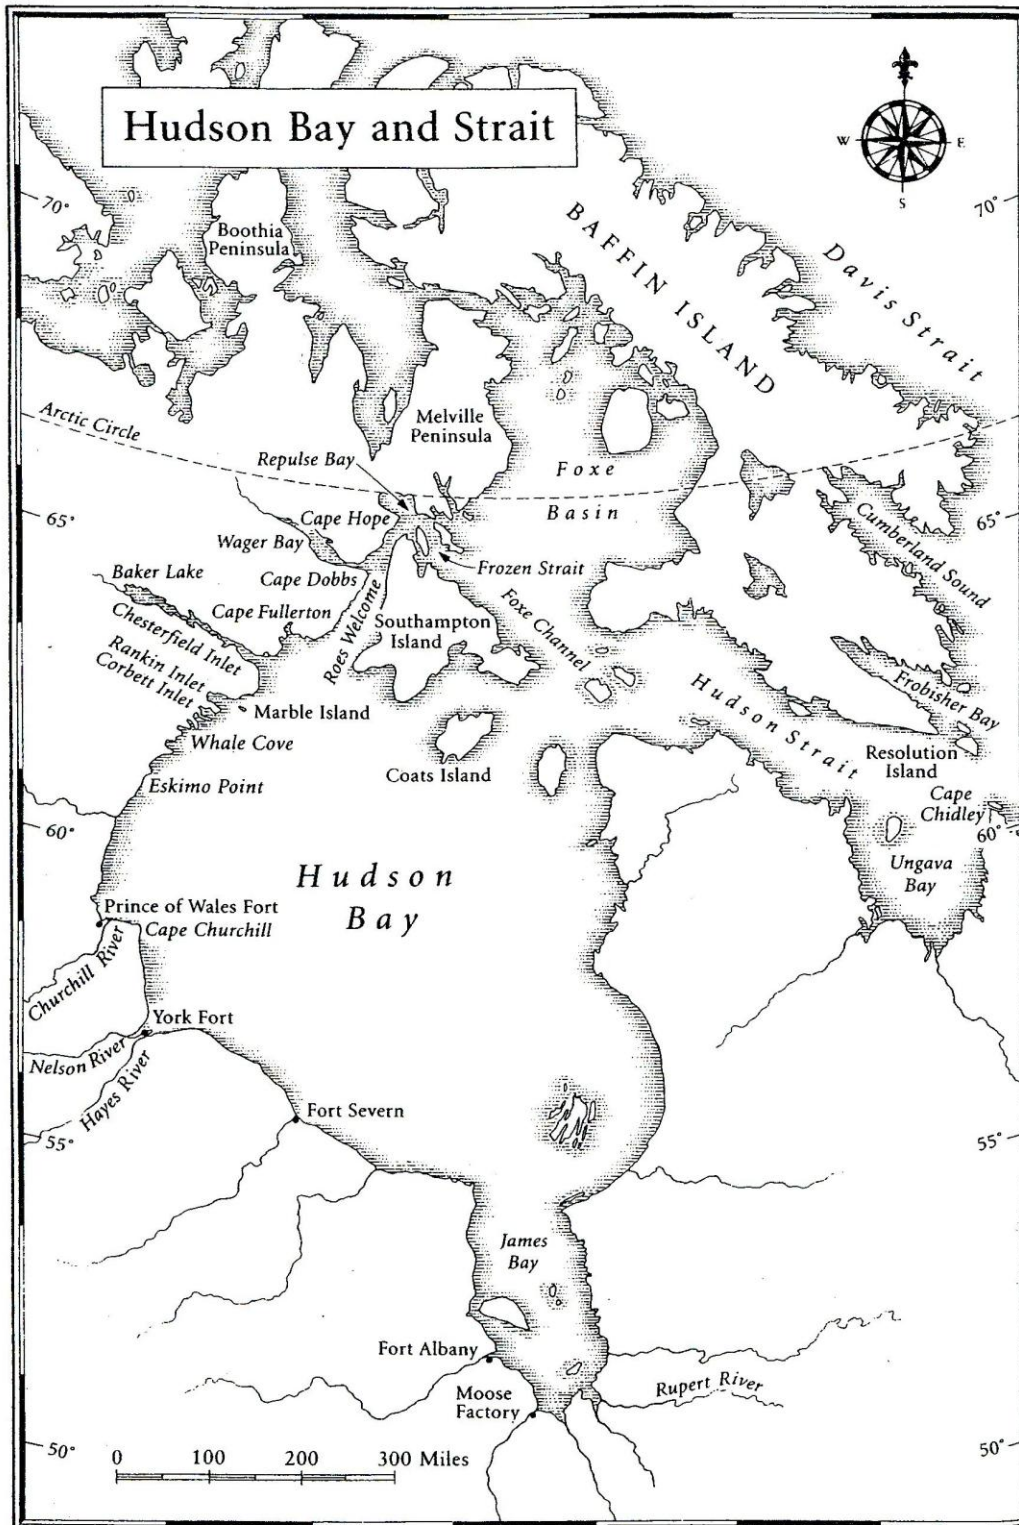 Hudson Bay and Strait
W
E
S
70°
70°
Boothia
Peninsula
BAFFIN ISLAND
Davis Strait
Arctic Circle
Melville
Peninsula
Repulse Bay
Foxe
Basin
65°
65°
Cape Hope
Wager Bay
Cumberland Sound
Baker Lake
Cape Dobbs
Frozen Strait
Chesterfield Inlet
Cape Fullerton
Roes Welcome
Southampton
Island
Foxe Channel
Rankin Inlet
Corbett Inlet
Marble Island
Hudson Strait
Frobisher Bay
Whale Cove
Coats Island
Resolution
Island
Eskimo Point
Cape
Chidley
60°
60°
Hudson
Bay
Ungava
Bay
Prince of Wales Fort
Cape Churchill
Churchill River
York Fort
Nelson River
Hayes River
Fort Severn
55°
55°
James
Bay
Fort Albany
Moose
Factory
Rupert River
50°
50°
0 100 200 300 Miles